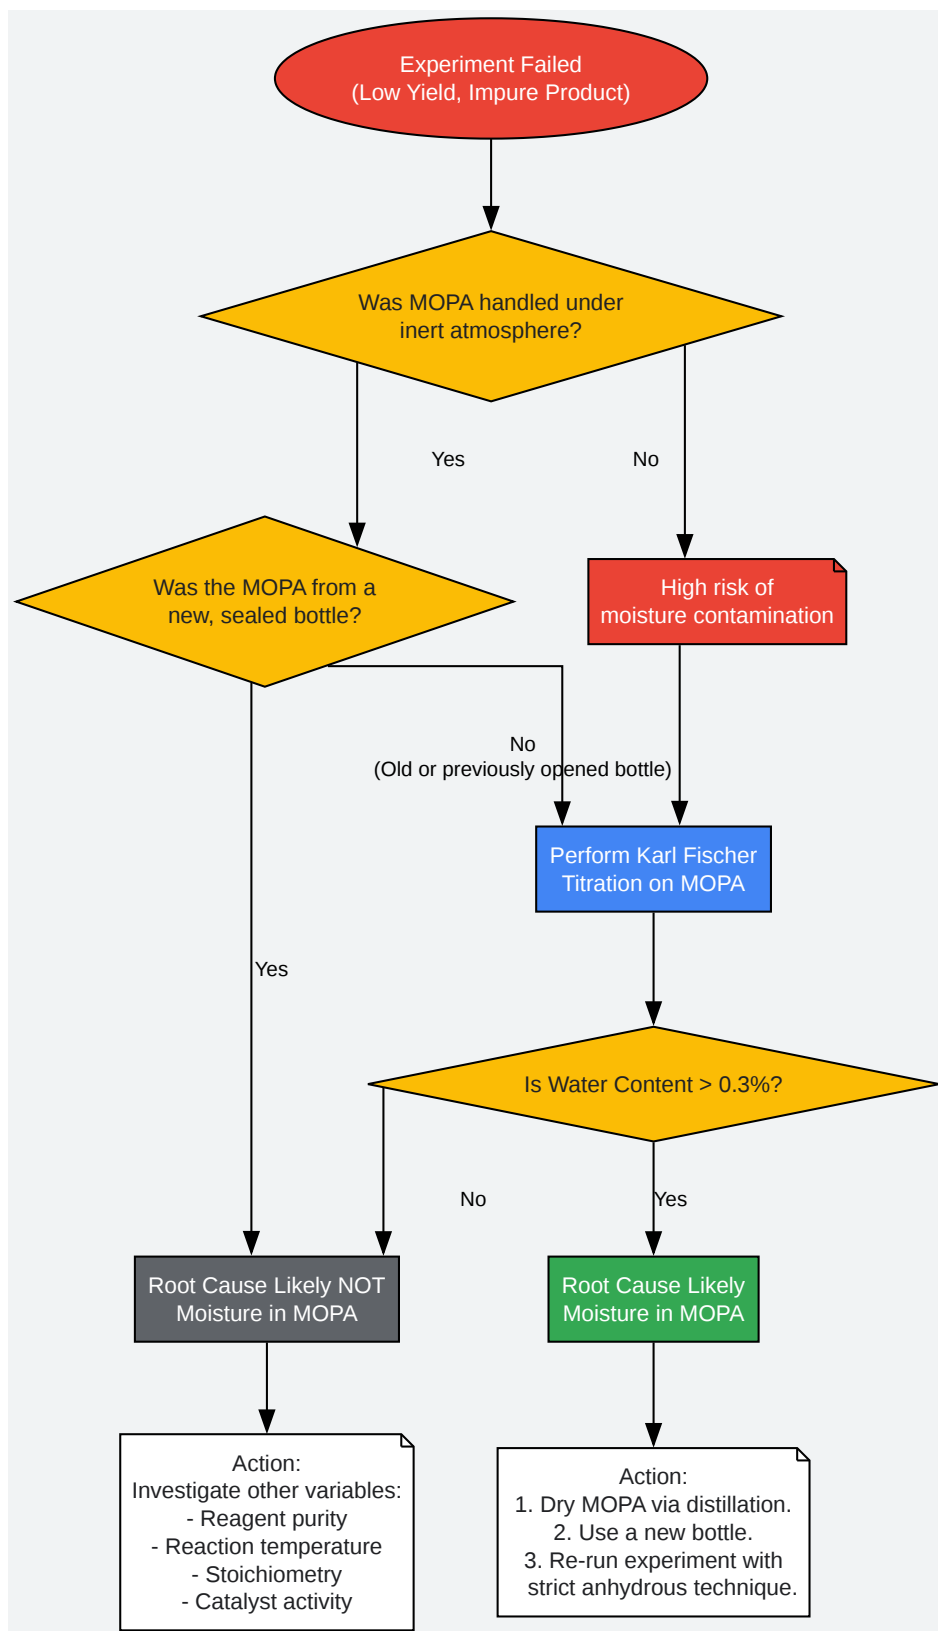 Experiment Failed
(Low Yield, Impure Product)
Was MOPA handled under
inert atmosphere?
Yes
No
Was the MOPA from a
new, sealed bottle?
High risk of
moisture contamination
No
(Old or previously opened bottle)
Perform Karl Fischer
Titration on MOPA
Yes
Is Water Content > 0.3%?
No
Yes
Root Cause Likely NOT
Moisture in MOPA
Root Cause Likely
Moisture in MOPA
Action:
Investigate other variables:
- Reagent purity
- Reaction temperature
- Stoichiometry
- Catalyst activity
Action:
1. Dry MOPA via distillation.
2. Use a new bottle.
3. Re-run experiment with
strict anhydrous technique.